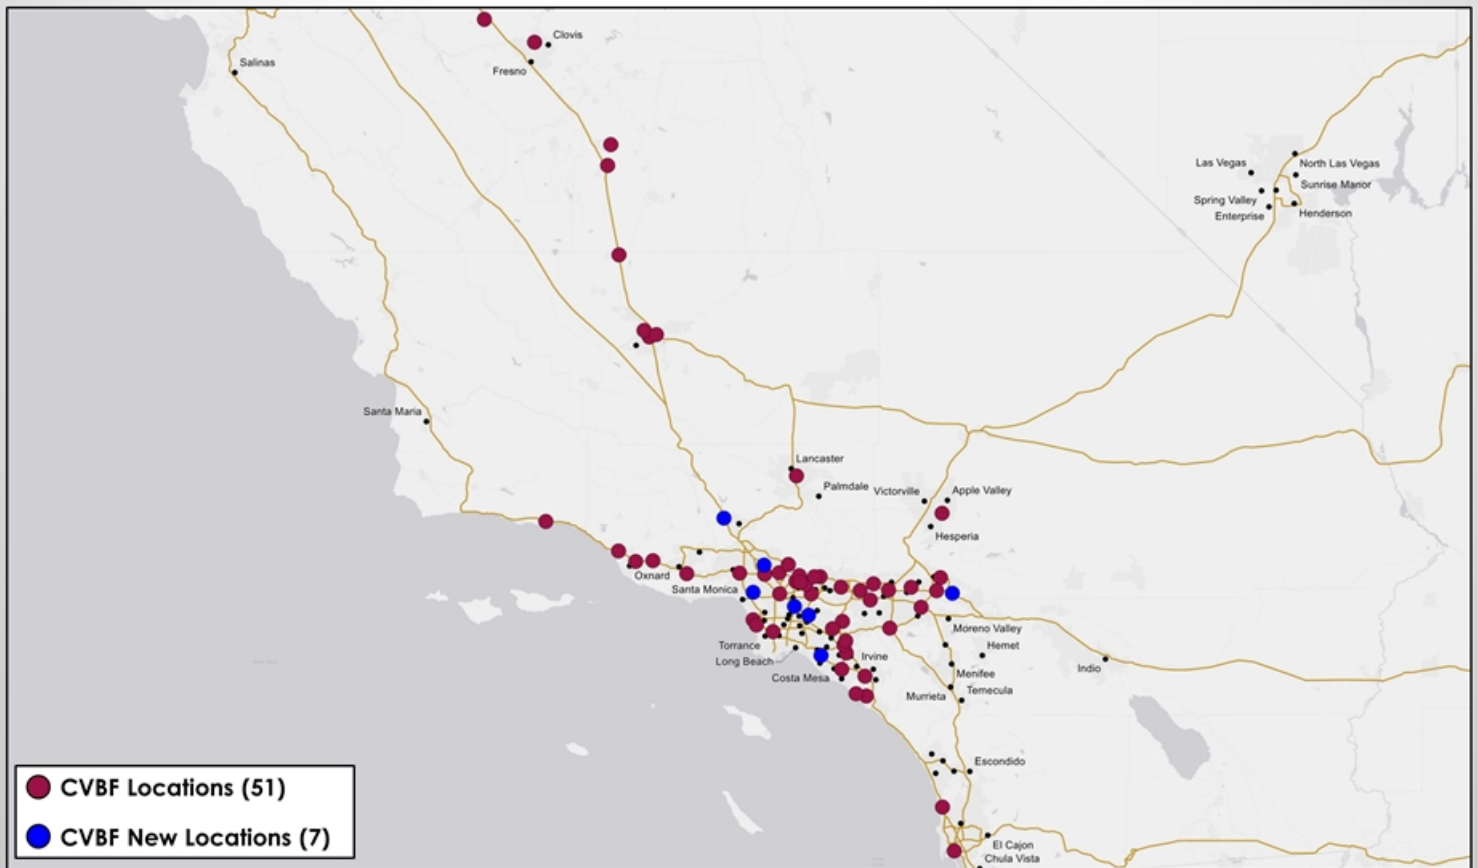 Clovis
Salinas
Fresno
Las Vegas
North Las Vegas
Sunrise Manor
Spring Valley
Enterprise
Henderson
Santa Maria
Lancaster
Palmdale
Victorville
Apple Valley
Hesperia
Oxnard
Santa Monica
Moreno Valley
Torrance
Hemet
Long Beach
Irvine
Indio
Costa Mesa
Menifee
Murrieta
Temecula
Escondido
El Cajon
Chula Vista
CVBF Locations (51)
CVBF New Locations (7)